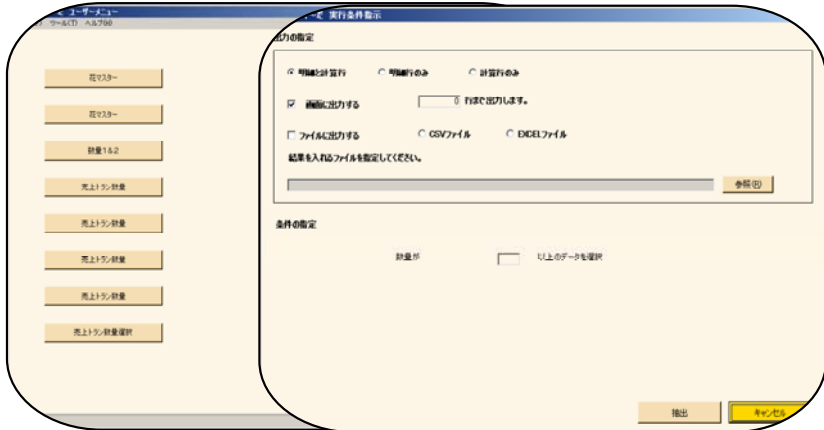 ユーザーメニュー
ツール(T) ヘルプ(H)
花マスター
花マスター
数量1&2
売上トラン数量
売上トラン数量
売上トラン数量
売上トラン数量
売上トラン数量選択
実行条件指示
出力の指定
明細と計算行 明細行のみ 計算行のみ
画面に出力する 0 行まで出力します。
ファイルに出力する CSVファイル EXCELファイル
結果を入れるファイルを指定してください。
参照(R)
条件の指定
数量が 以上のデータを選択
抽出 キャンセル